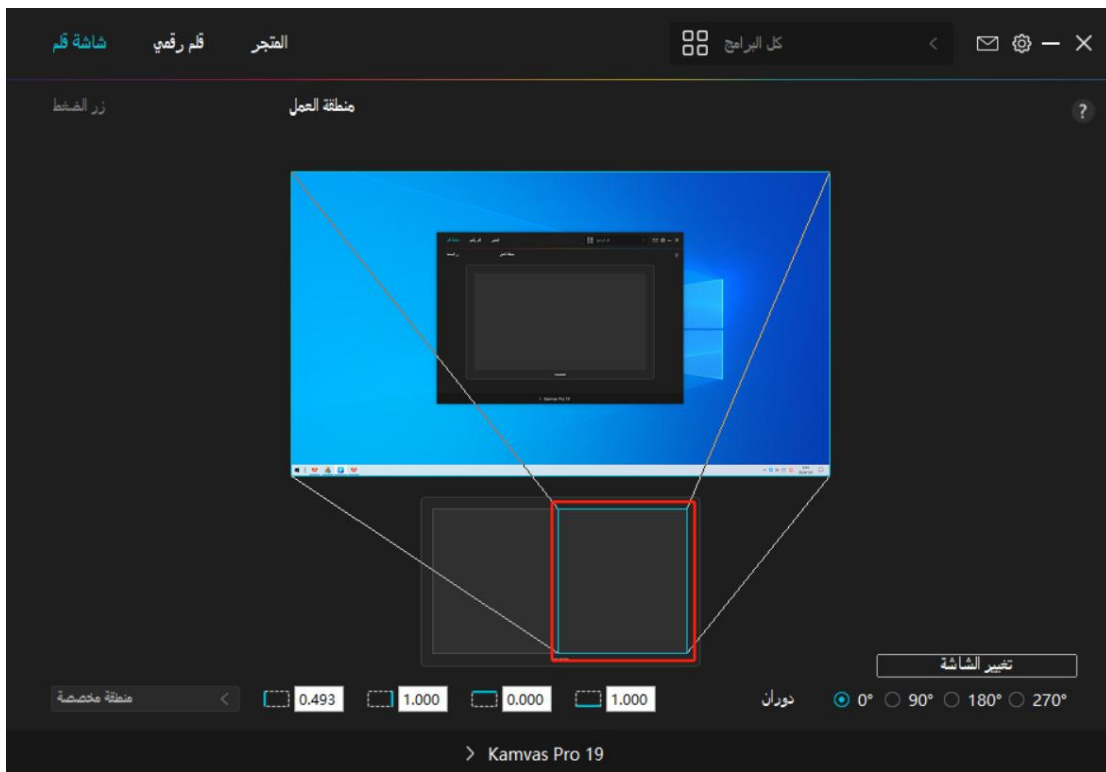 شاشة قلم
قلم رقمي
المتجر
كل البرامج
زر الضغط
منطقة العمل
?
تغيير الشاشة
منطقة مخصصة
0.493
1.000
0.000
1.000
دوران
0°
90°
180°
270°
Kamvas Pro 19